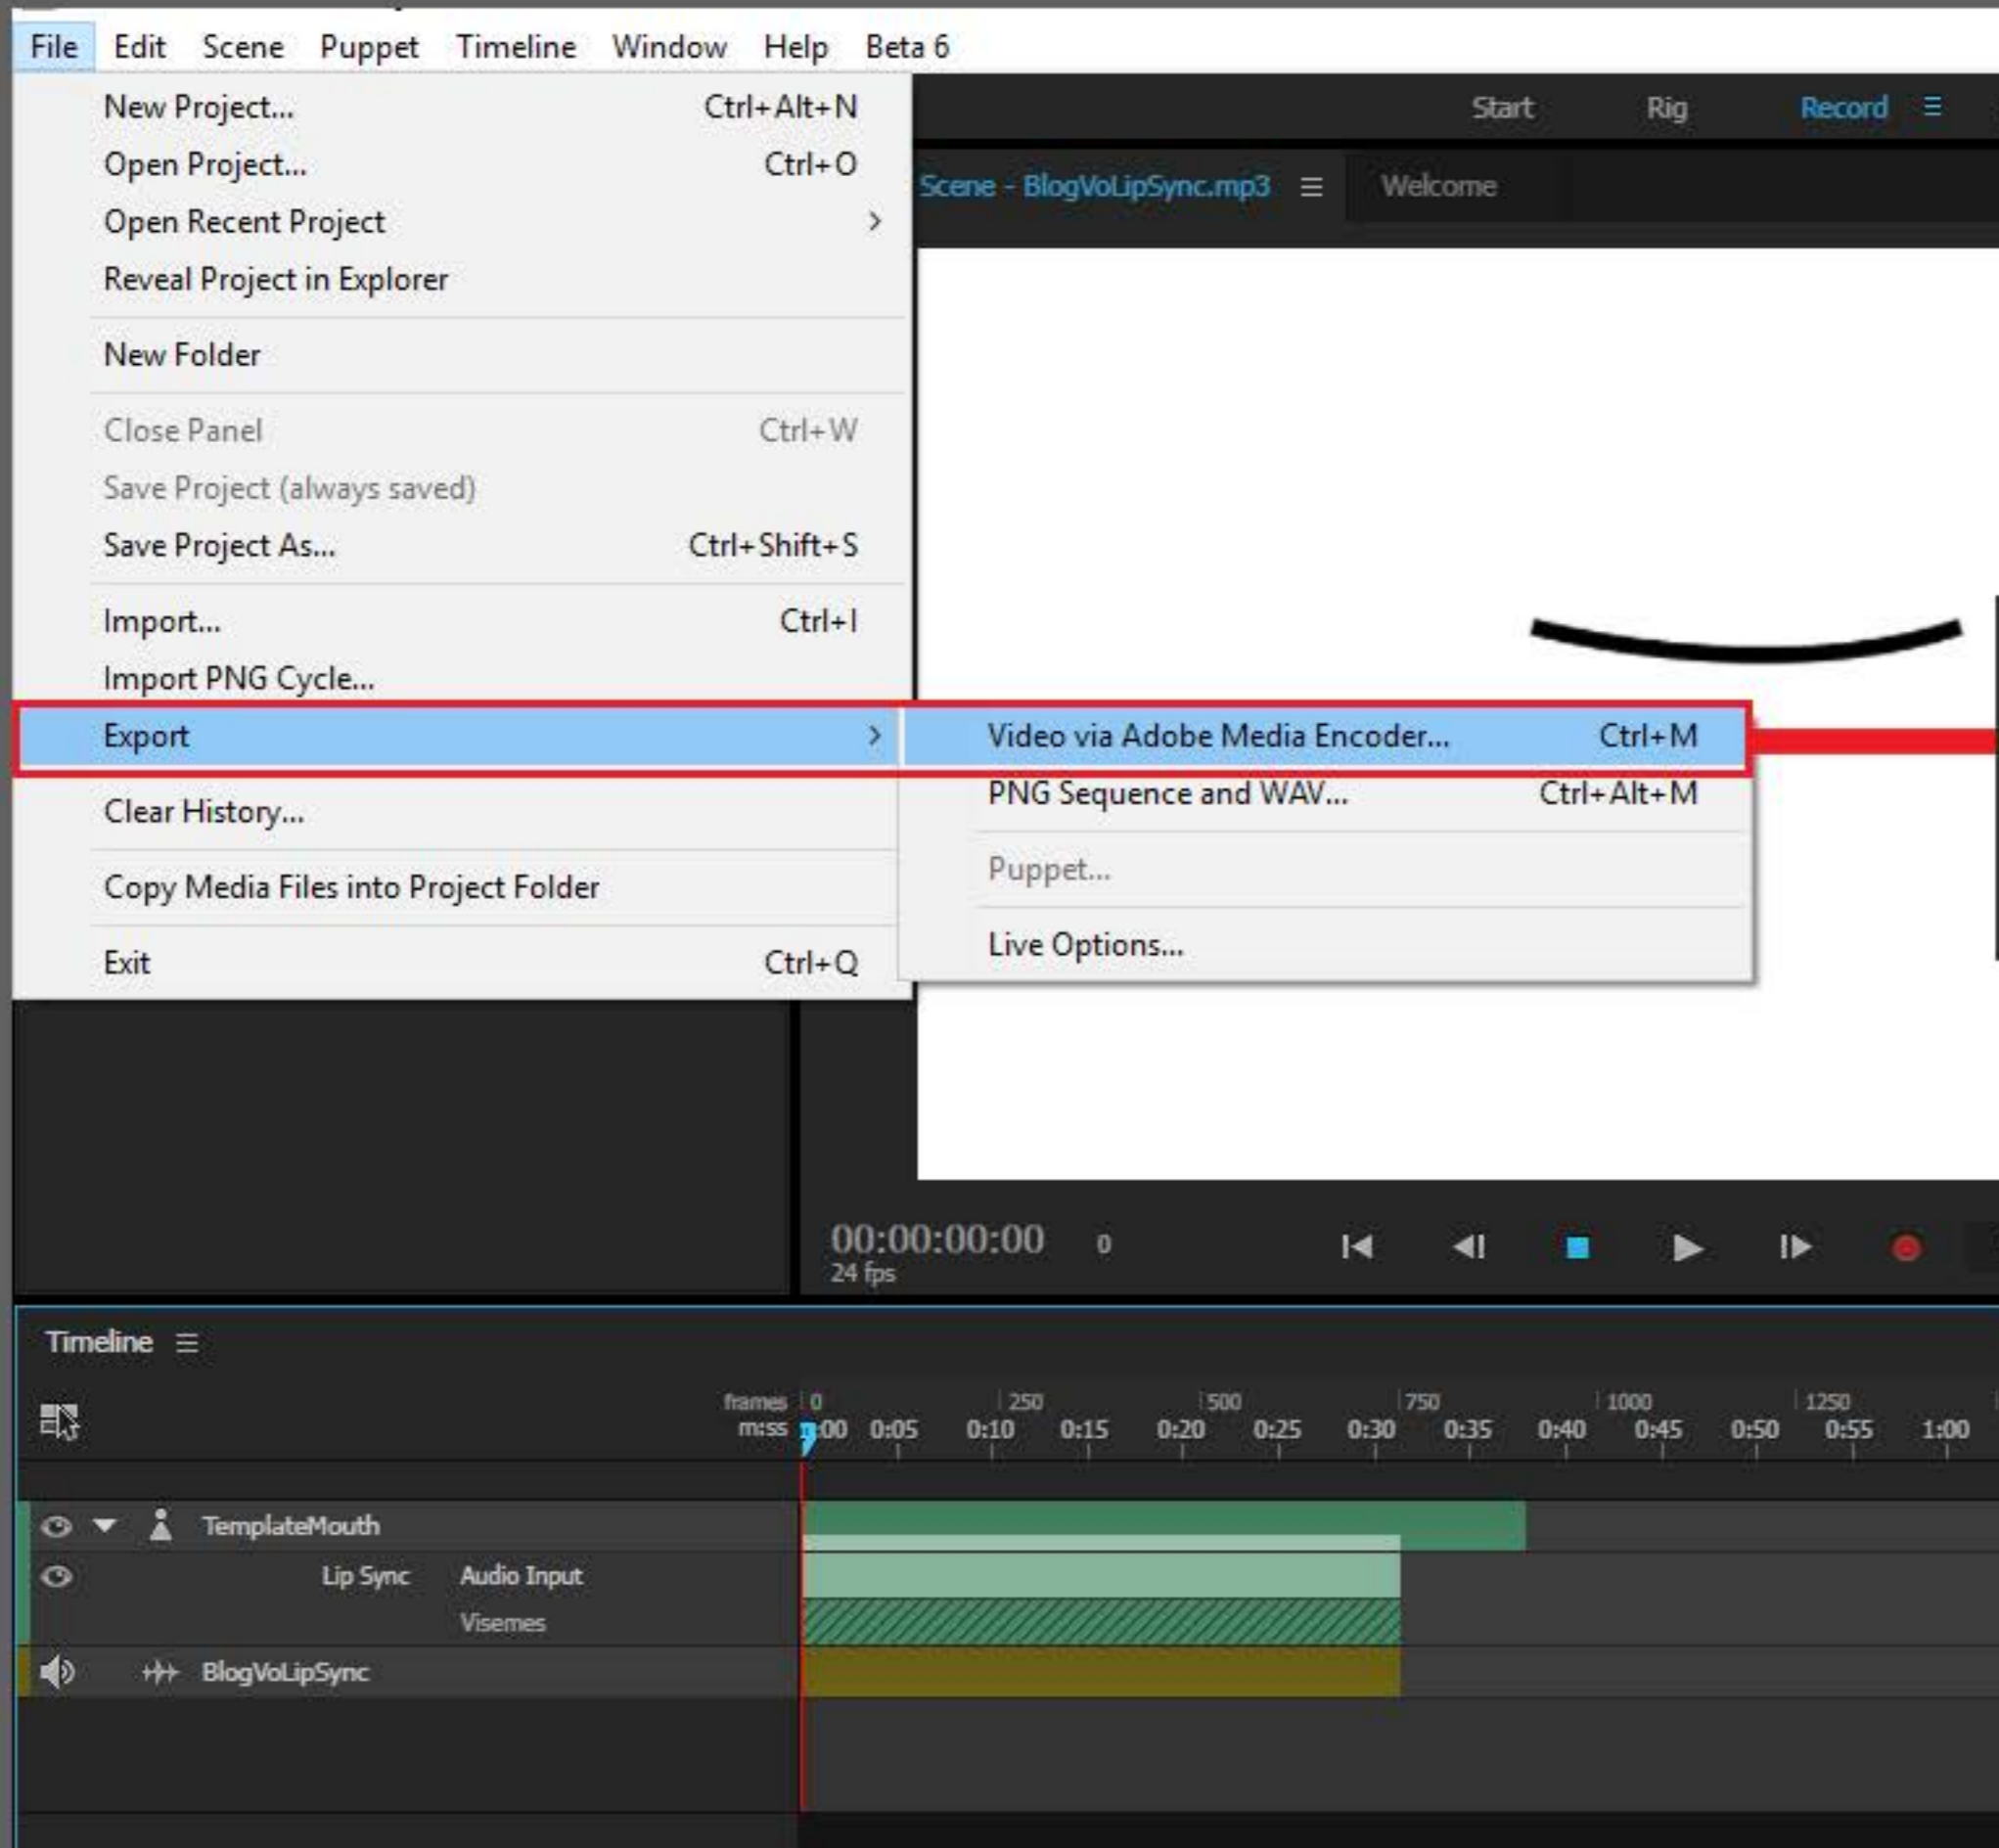 File Edit Scene Puppet Timeline Window Help Beta 6
New Project... Ctrl+Alt+N
Open Project... Ctrl+O
Open Recent Project
Reveal Project in Explorer
New Folder
Close Panel Ctrl+W
Save Project (always saved)
Save Project As... Ctrl+Shift+S
Import... Ctrl+I
Import PNG Cycle...
Export
Clear History...
Copy Media Files into Project Folder
Exit Ctrl+Q
Video via Adobe Media Encoder... Ctrl+M
PNG Sequence and WAV... Ctrl+Alt+M
Puppet...
Live Options...
Start Rig Record
Scene - BlogVoLipSync.mp3 Welcome
00:00:00:00 0
24 fps
Timeline
frames 0 250 500 750 1000 1250
m:ss :00 0:05 0:10 0:15 0:20 0:25 0:30 0:35 0:40 0:45 0:50 0:55 1:00
TemplateMouth
Lip Sync Audio Input
Visemes
BlogVoLipSync